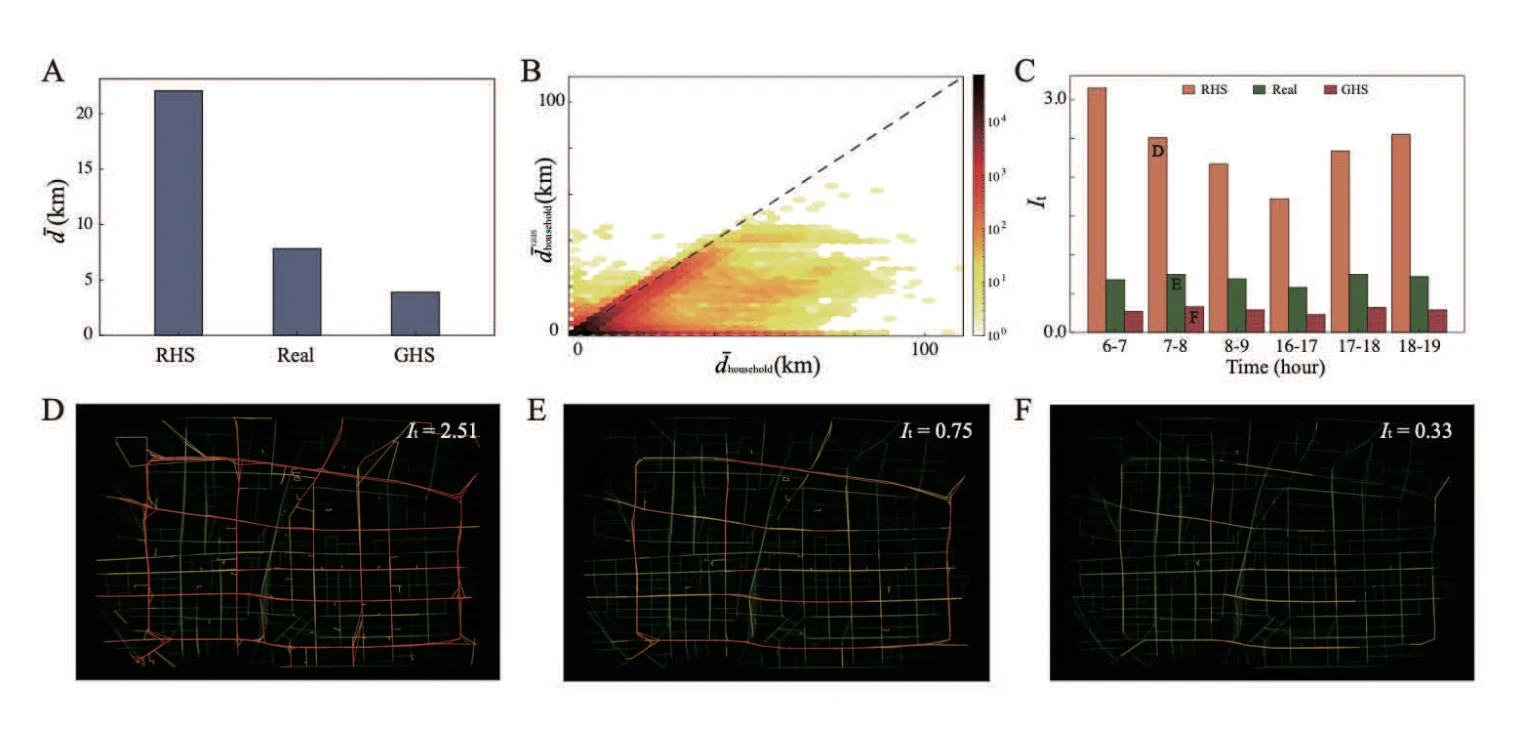 A
20
15
10
5
0
d̄ (km)
RHS Real GHS
B
100
0
d̄ᴳᴴˢhousehold (km)
0 100
d̄household (km)
10⁴
10³
10²
10¹
10⁰
C
3.0
0.0
It
RHS Real GHS
D
E
F
6-7 7-8 8-9 16-17 17-18 18-19
Time (hour)
D
It = 2.51
E
It = 0.75
F
It = 0.33